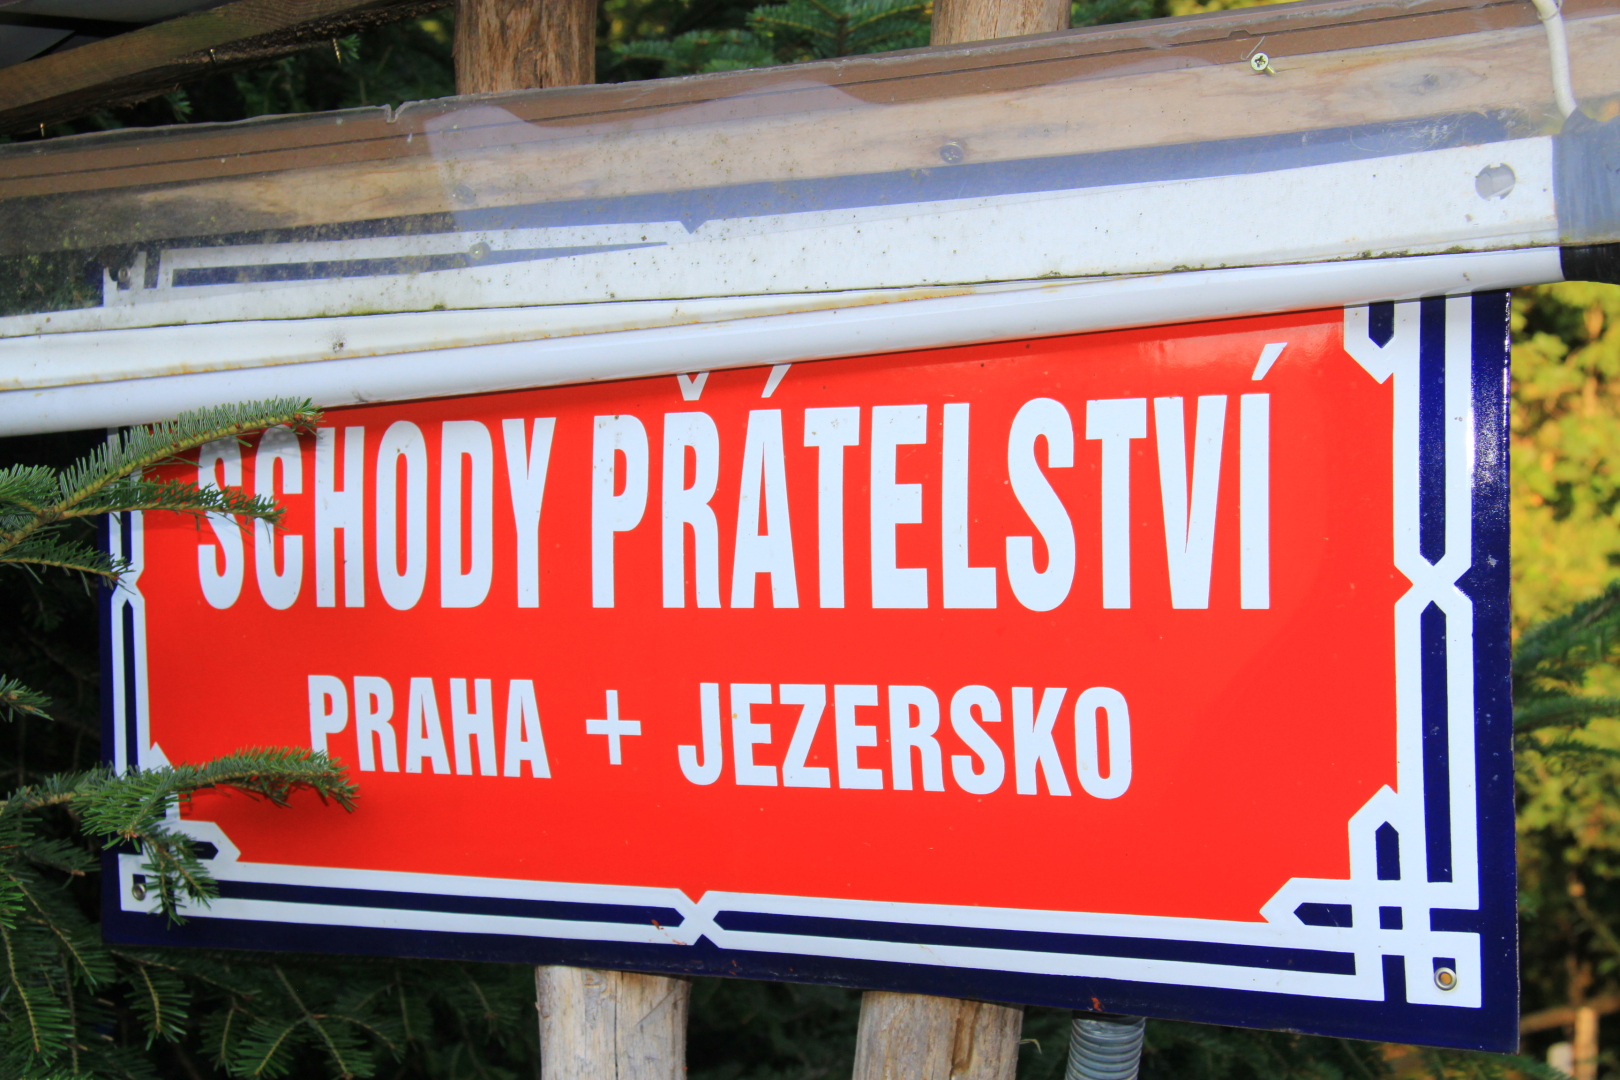 SCHODY PŘÁTELSTVÍ
PRAHA + JEZERSKO